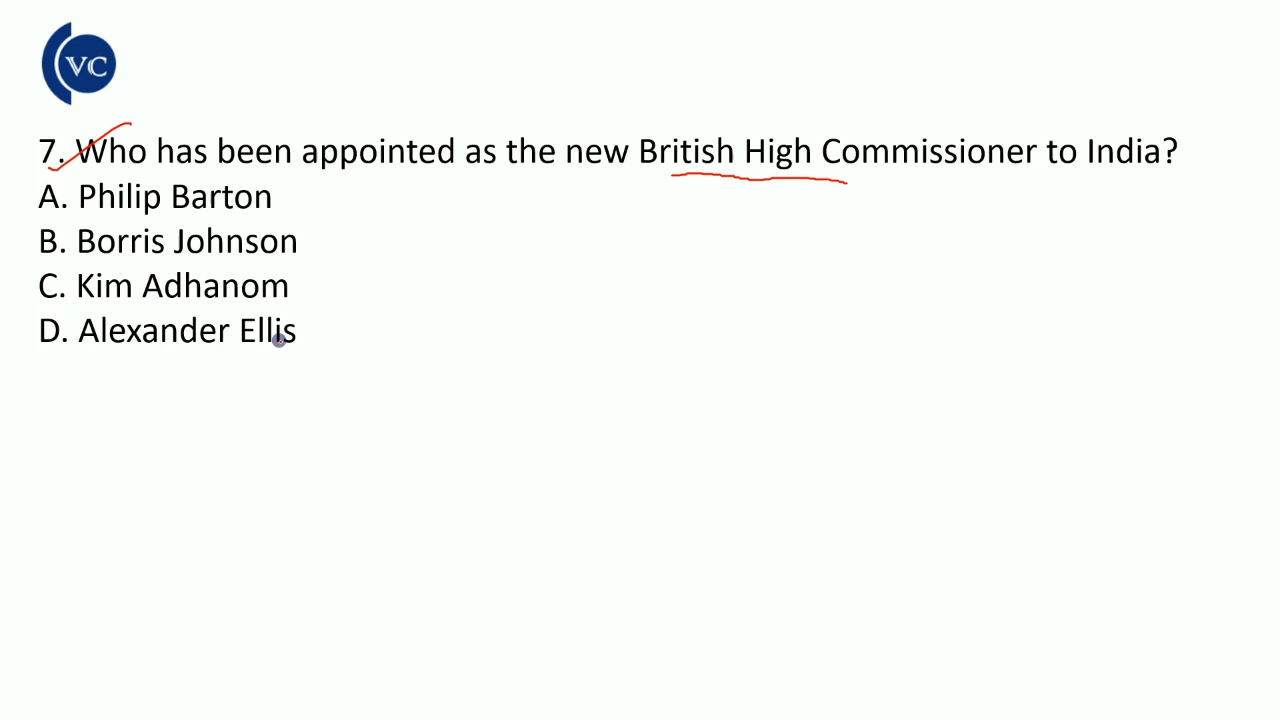 VC
7. Who has been appointed as the new British High Commissioner to India?
A. Philip Barton
B. Borris Johnson
C. Kim Adhanom
D. Alexander Ellis